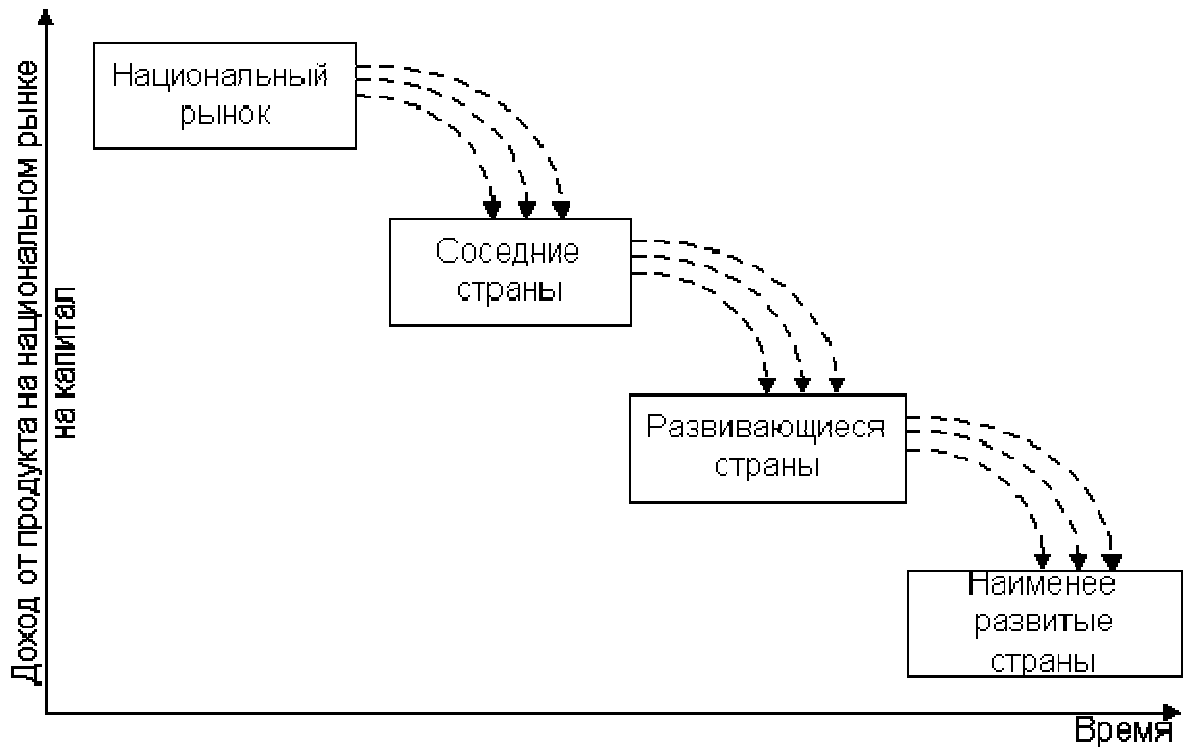 Доход от продукта на национальном рынке
на капитал
Национальный
рынок
Соседние
страны
Развивающиеся
страны
Наименее
развитые
страны
Время